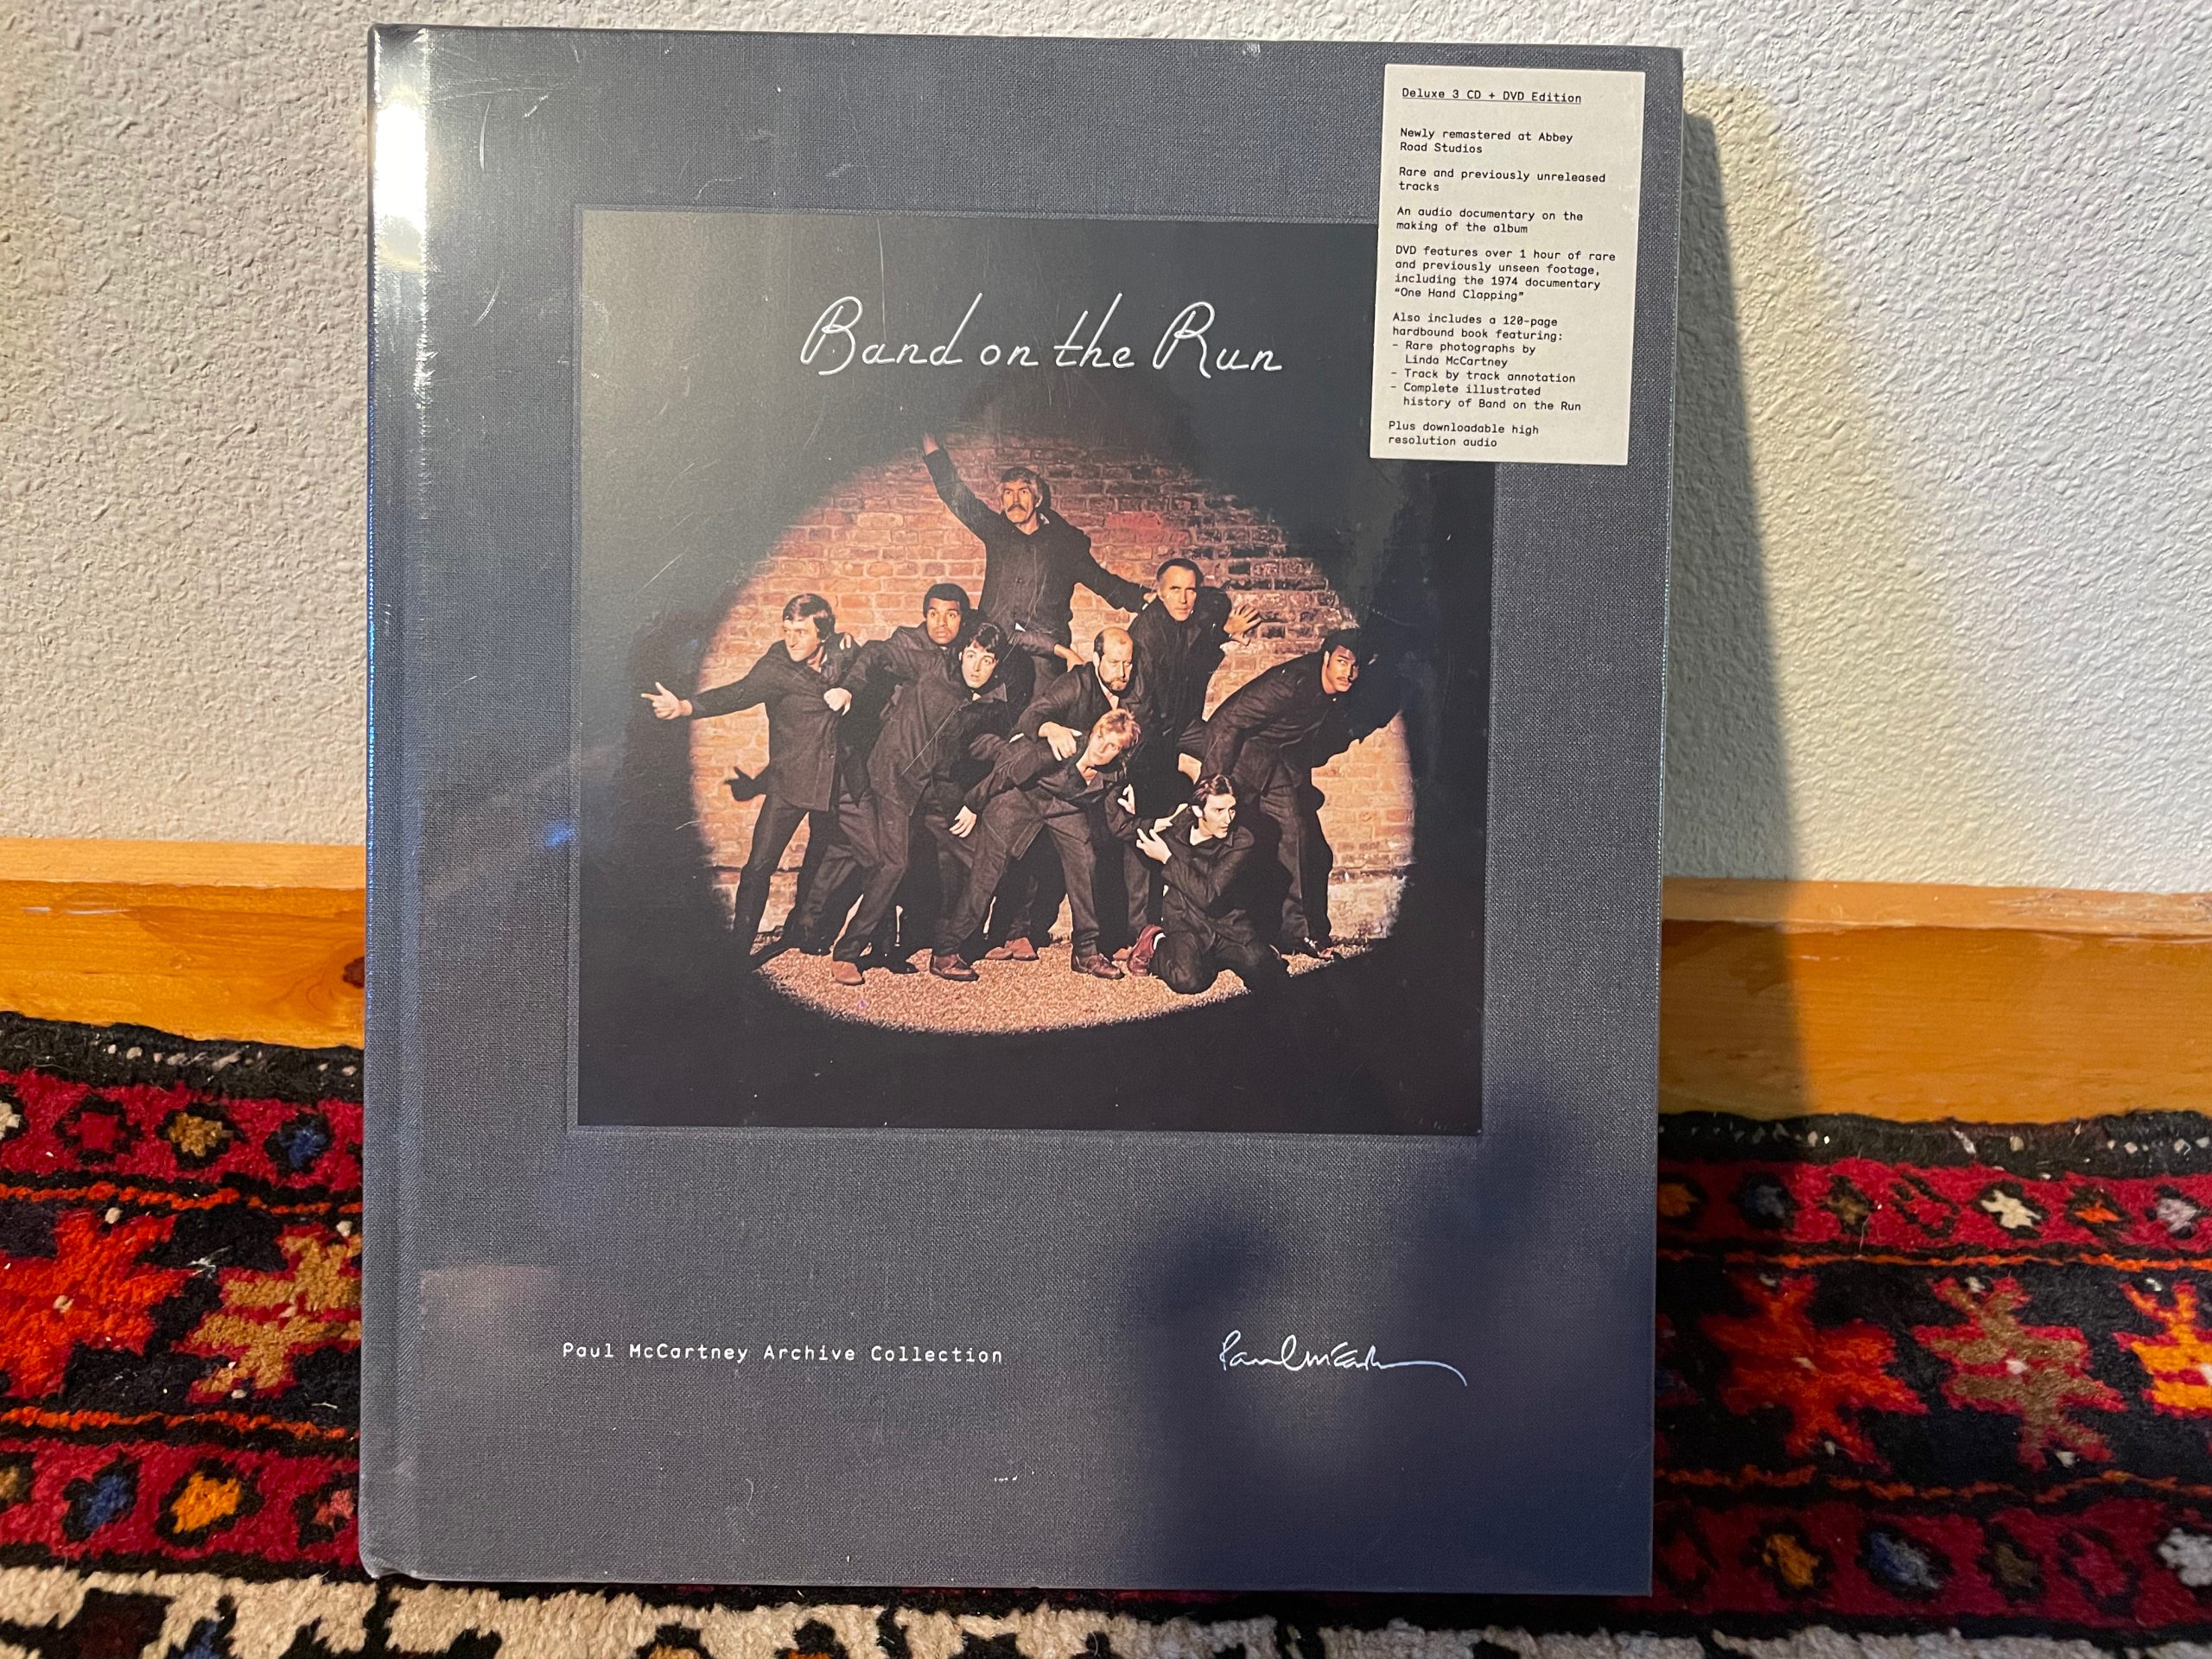 Deluxe 3 CD + DVD Edition
Newly remastered at Abbey
Road Studios
Rare and previously unreleased
tracks
An audio documentary on the
making of the album
DVD features over 1 hour of rare
and previously unseen footage,
including the 1974 documentary
"One Hand Clapping"
Also includes a 120-page
hardbound book featuring:
- Rare photographs by
Linda McCartney
- Track by track annotation
- Complete illustrated
history of Band on the Run
Plus downloadable high
resolution audio
Band on the Run
Paul McCartney Archive Collection
Paul McCartney